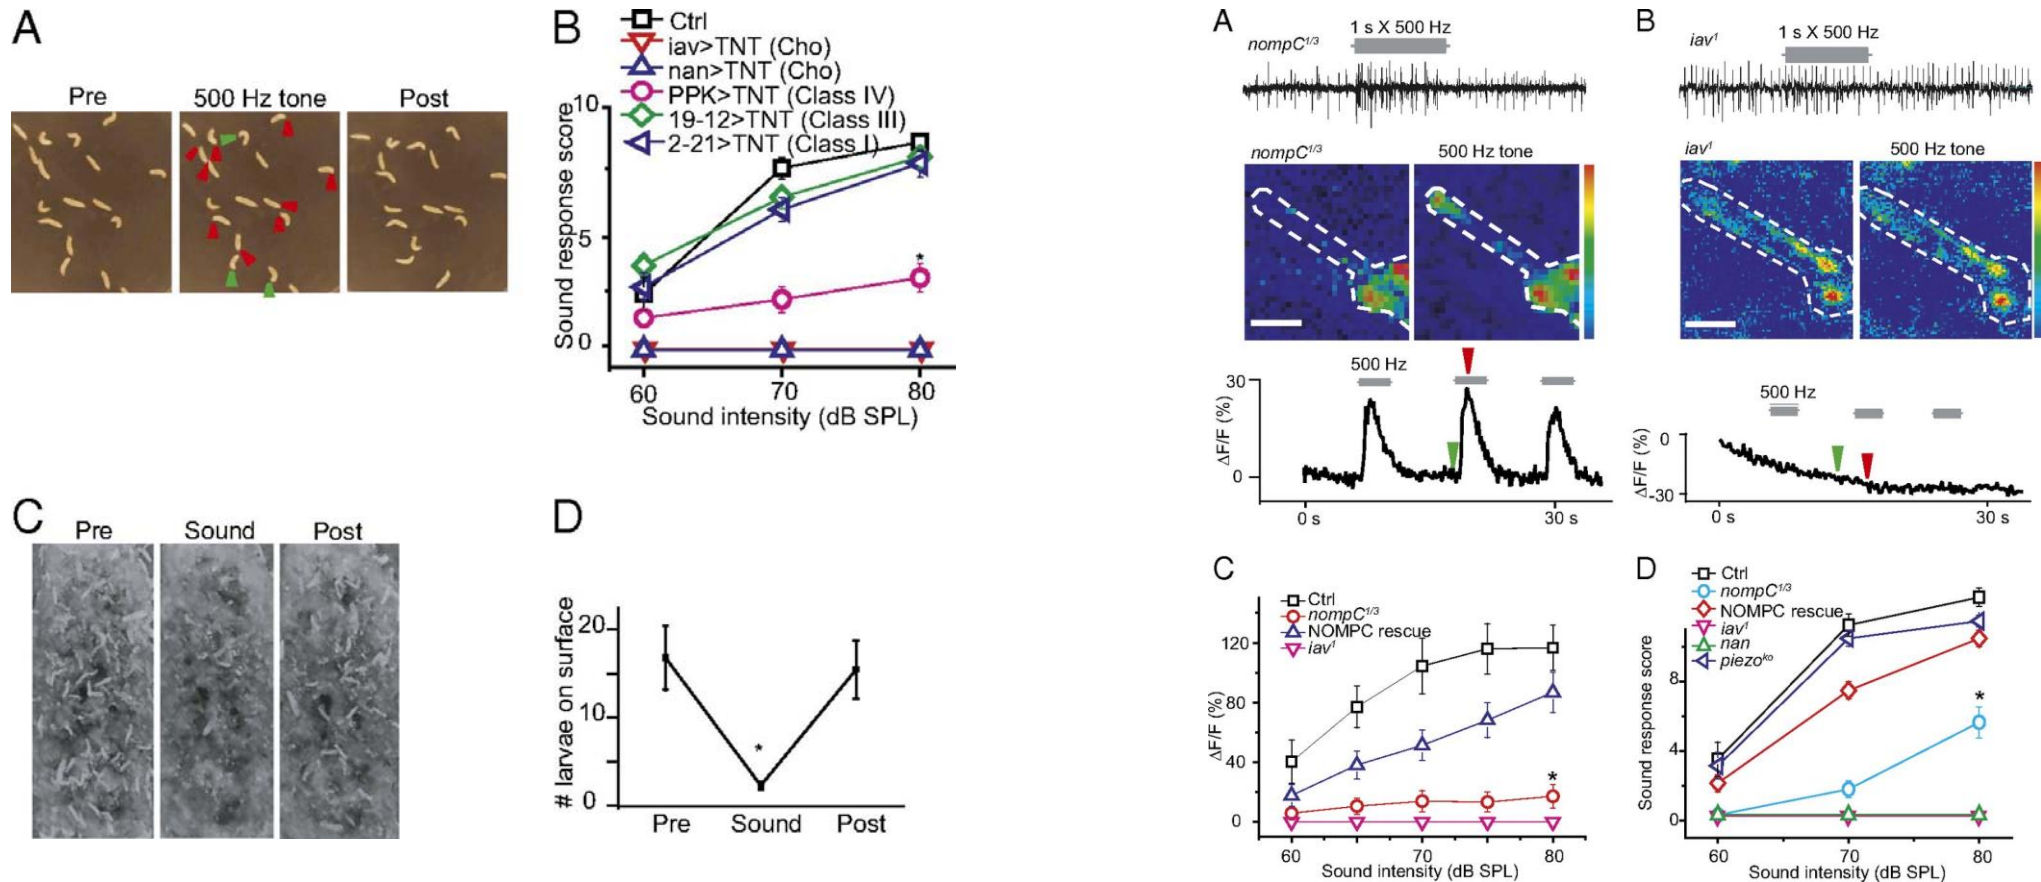 A
Pre
500 Hz tone
Post
B
Ctrl
iav>TNT (Cho)
nan>TNT (Cho)
PPK>TNT (Class IV)
19-12>TNT (Class III)
2-21>TNT (Class I)
Sound response score
10
5
0
*
60
70
80
Sound intensity (dB SPL)
C
Pre
Sound
Post
D
# larvae on surface
20
10
0
*
Pre
Sound
Post
A
nompC1/3
1 s X 500 Hz
nompC1/3
500 Hz tone
500 Hz
ΔF/F (%)
30
0
0 s
30 s
B
iav1
1 s X 500 Hz
iav1
500 Hz tone
500 Hz
ΔF/F (%)
0
-30
0 s
30 s
C
Ctrl
nompC1/3
NOMPC rescue
iav1
ΔF/F (%)
120
80
40
0
*
60
70
80
Sound intensity (dB SPL)
D
Ctrl
nompC1/3
NOMPC rescue
iav1
nan
piezoko
Sound response score
8
4
0
*
60
70
80
Sound intensity (dB SPL)